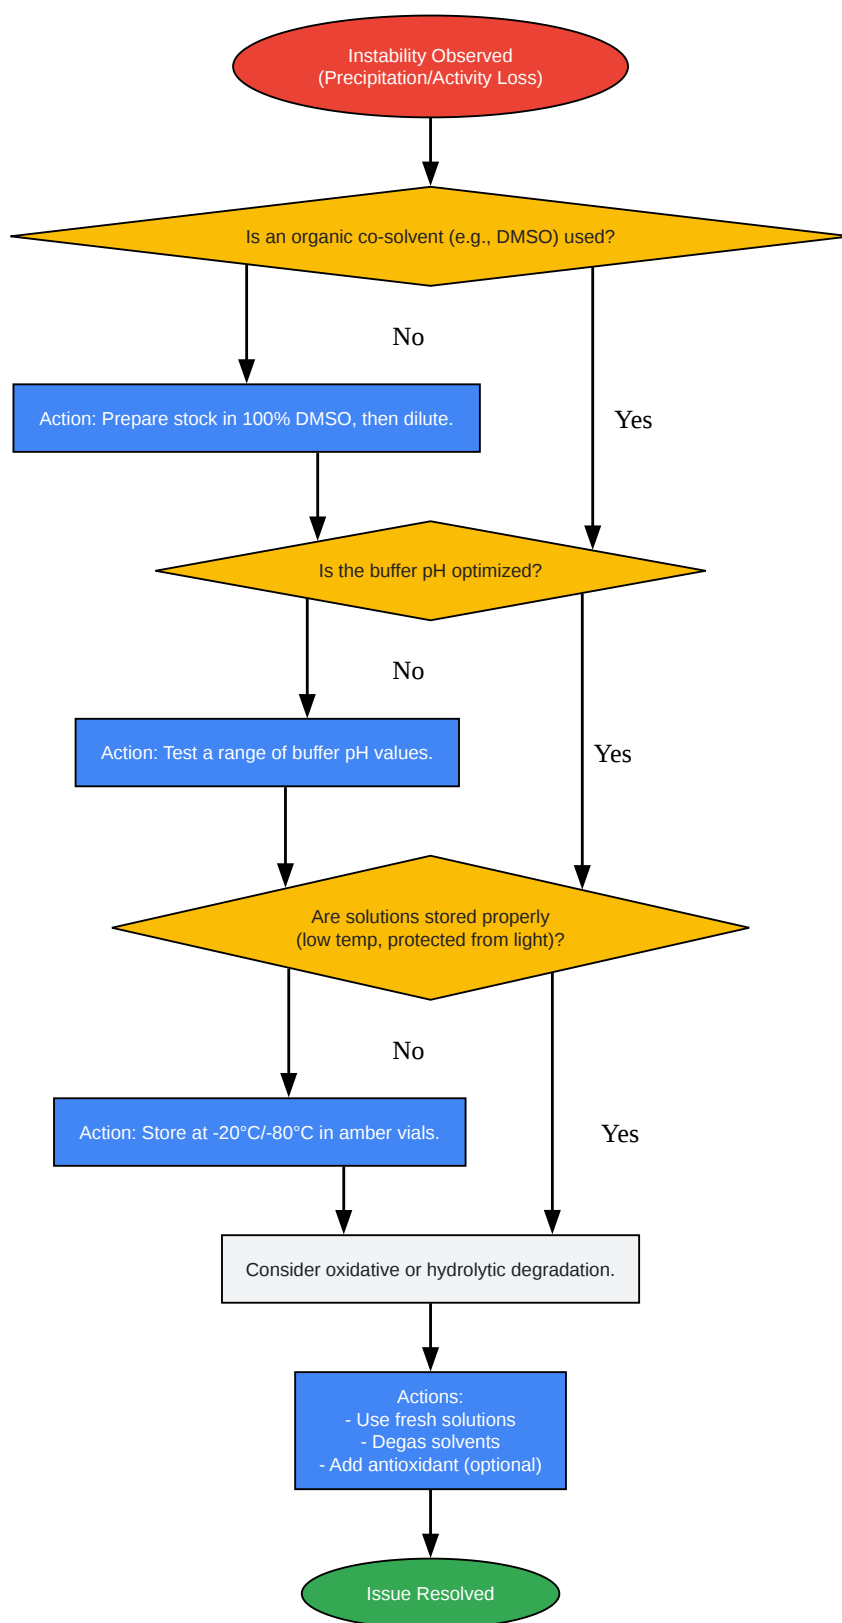 Instability Observed
(Precipitation/Activity Loss)
Is an organic co-solvent (e.g., DMSO) used?
No
Action: Prepare stock in 100% DMSO, then dilute.
Yes
Is the buffer pH optimized?
No
Action: Test a range of buffer pH values.
Yes
Are solutions stored properly
(low temp, protected from light)?
No
Action: Store at -20°C/-80°C in amber vials.
Yes
Consider oxidative or hydrolytic degradation.
Actions:
- Use fresh solutions
- Degas solvents
- Add antioxidant (optional)
Issue Resolved